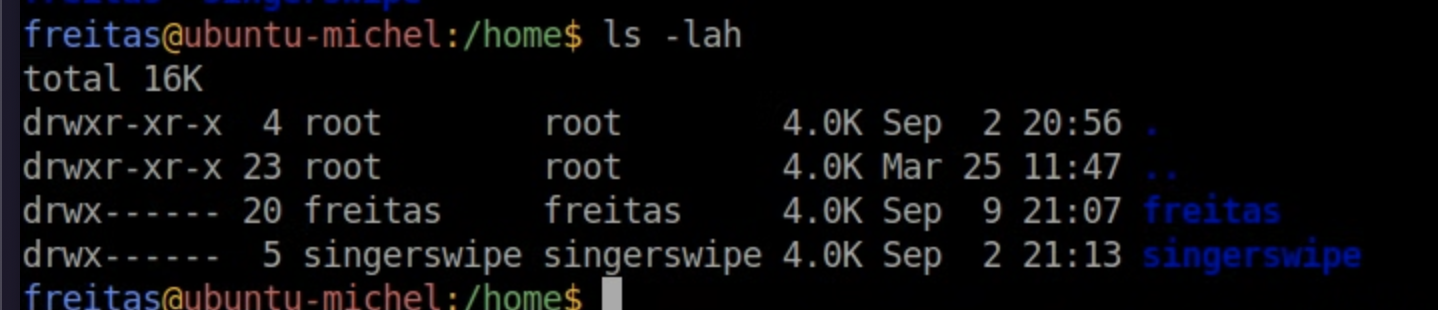 freitas singerswipe
freitas@ubuntu-michel:/home$ ls -lah
total 16K
drwxr-xr-x  4 root        root        4.0K Sep  2 20:56 .
drwxr-xr-x 23 root        root        4.0K Mar 25 11:47 ..
drwx------ 20 freitas     freitas     4.0K Sep  9 21:07 freitas
drwx------  5 singerswipe singerswipe 4.0K Sep  2 21:13 singerswipe
freitas@ubuntu-michel:/home$